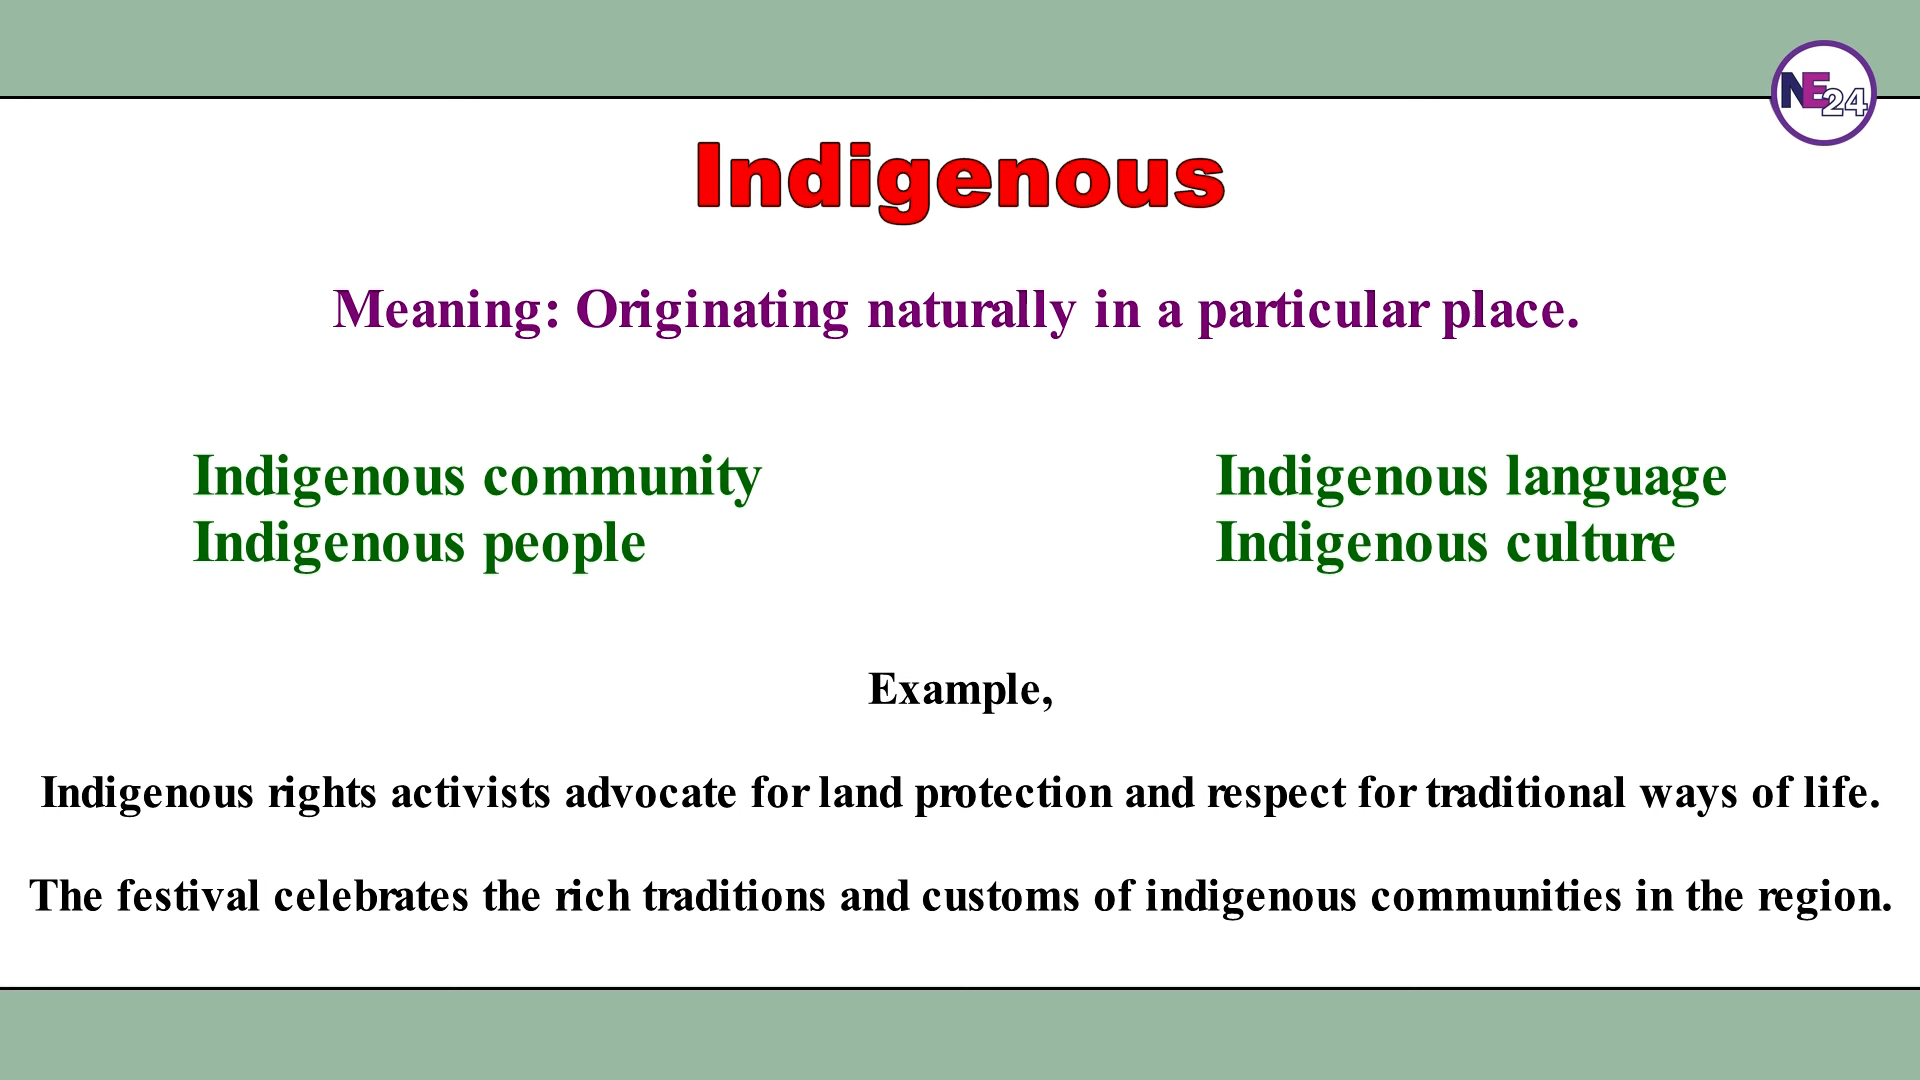 NE24
Indigenous
Meaning: Originating naturally in a particular place.
Indigenous community
Indigenous people
Indigenous language
Indigenous culture
Example,
Indigenous rights activists advocate for land protection and respect for traditional ways of life.
The festival celebrates the rich traditions and customs of indigenous communities in the region.